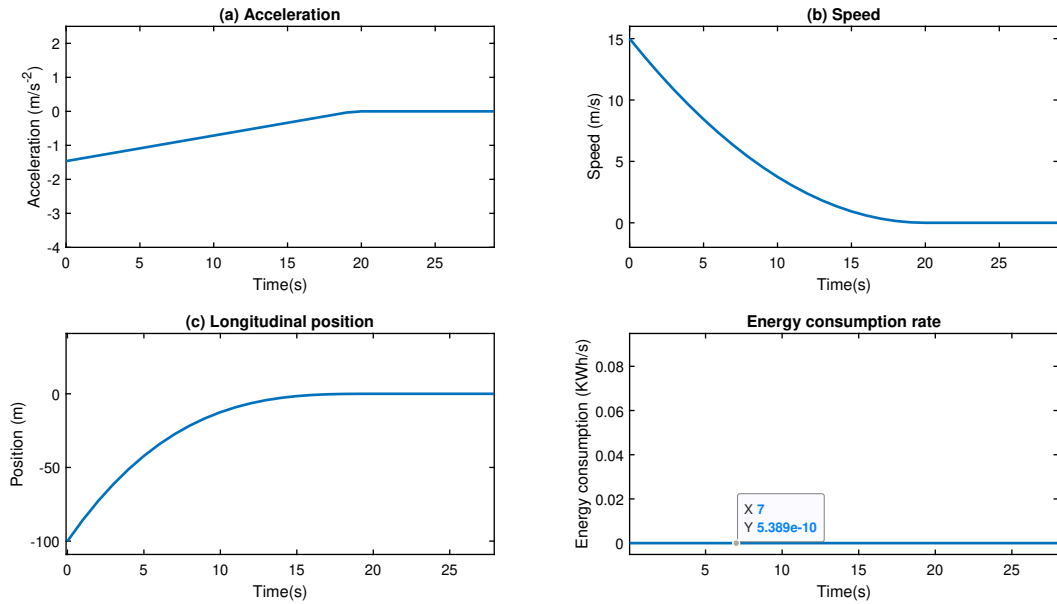 (a) Acceleration
Acceleration (m/s-2)
2
1
0
-1
-2
-3
-4
0 5 10 15 20 25
Time(s)
(b) Speed
Speed (m/s)
15
10
5
0
0 5 10 15 20 25
Time(s)
(c) Longitudinal position
Position (m)
0
-50
-100
0 5 10 15 20 25
Time(s)
Energy consumption rate
Energy consumption (KWh/s)
0.08
0.06
0.04
0.02
0
X 7
Y 5.389e-10
5 10 15 20 25
Time(s)